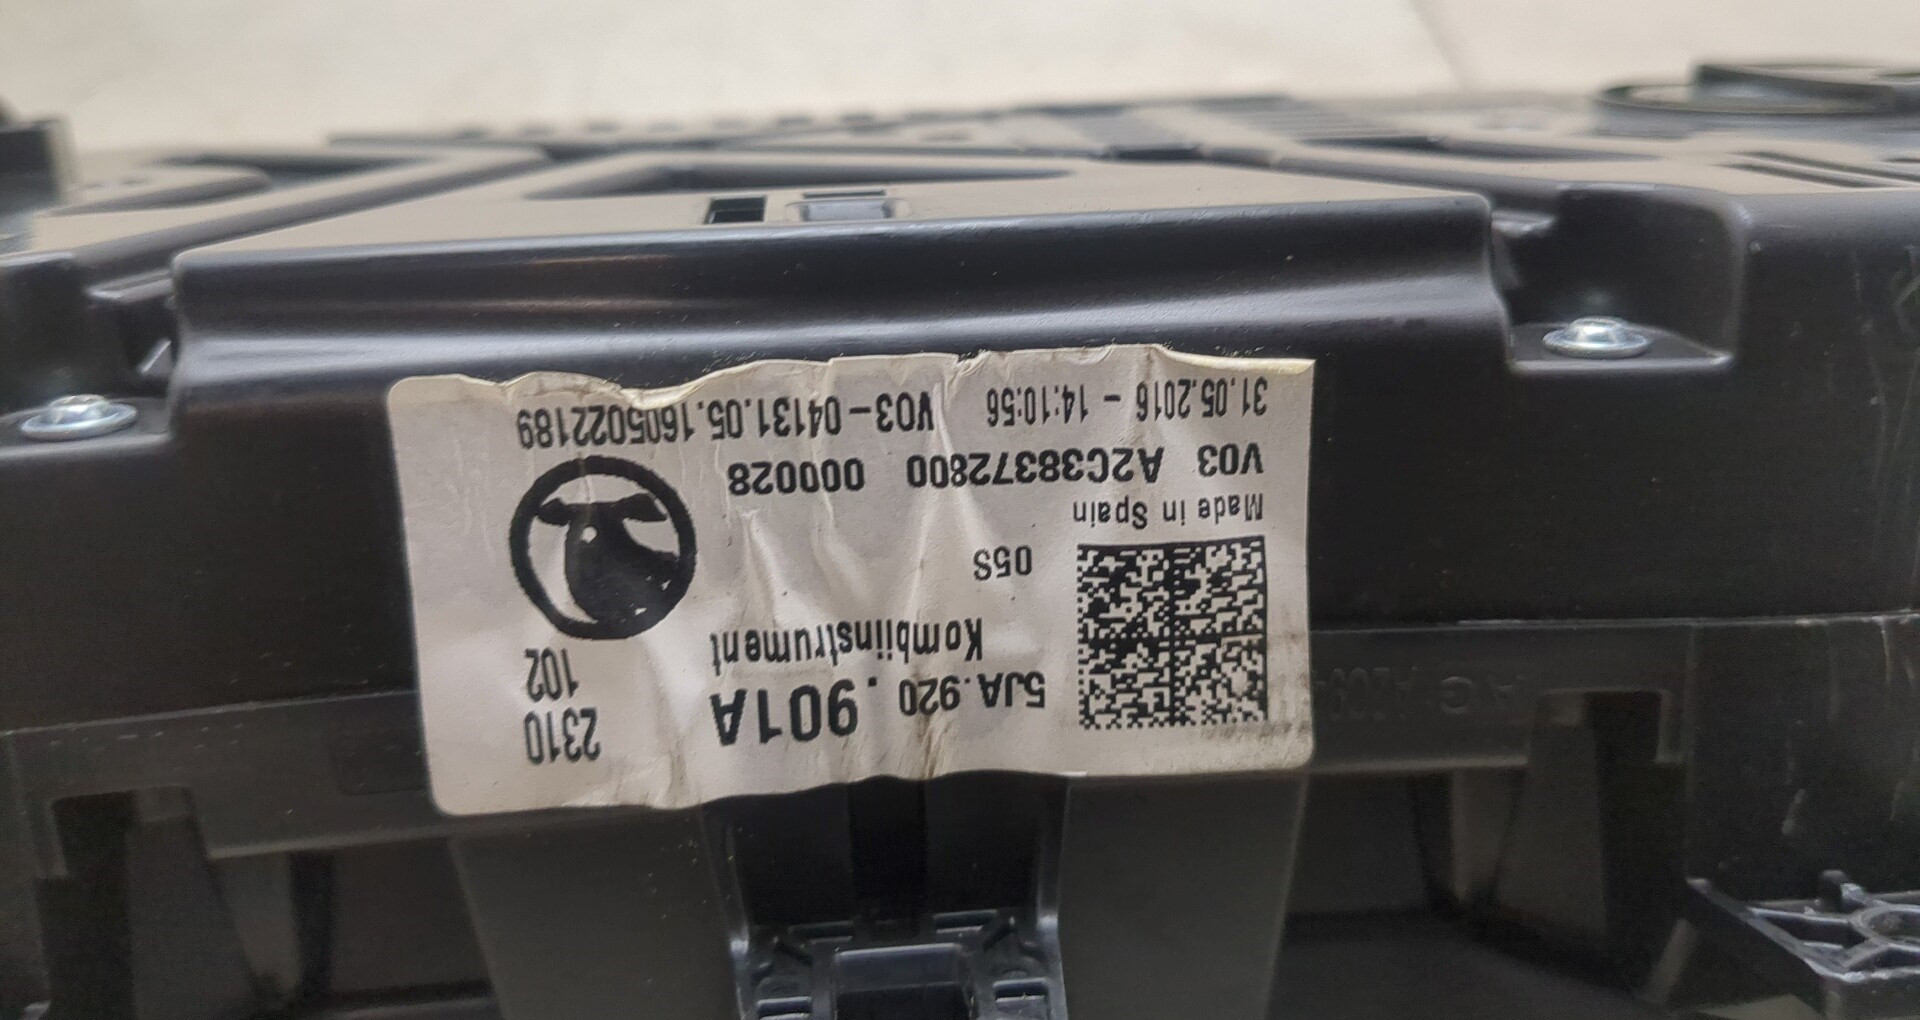 5JA.920 .901A 2310
Kombiinstrument 102
05S
Made in Spain
V03 A2C38372800 000028
31.05.2016 - 14:10:56 V03-04131.05.1605022189